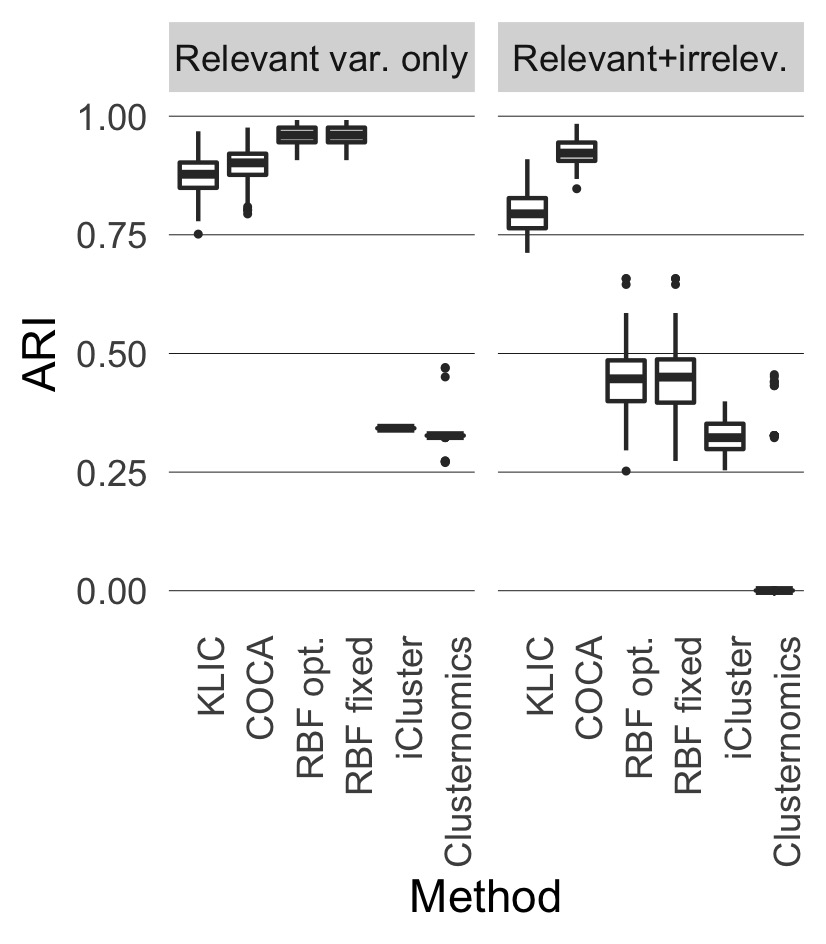 Relevant var. only
Relevant+irrelev.
1.00
0.75
0.50
0.25
0.00
ARI
KLIC
COCA
RBF opt.
RBF fixed
iCluster
Clusternomics
KLIC
COCA
RBF opt.
RBF fixed
iCluster
Clusternomics
Method